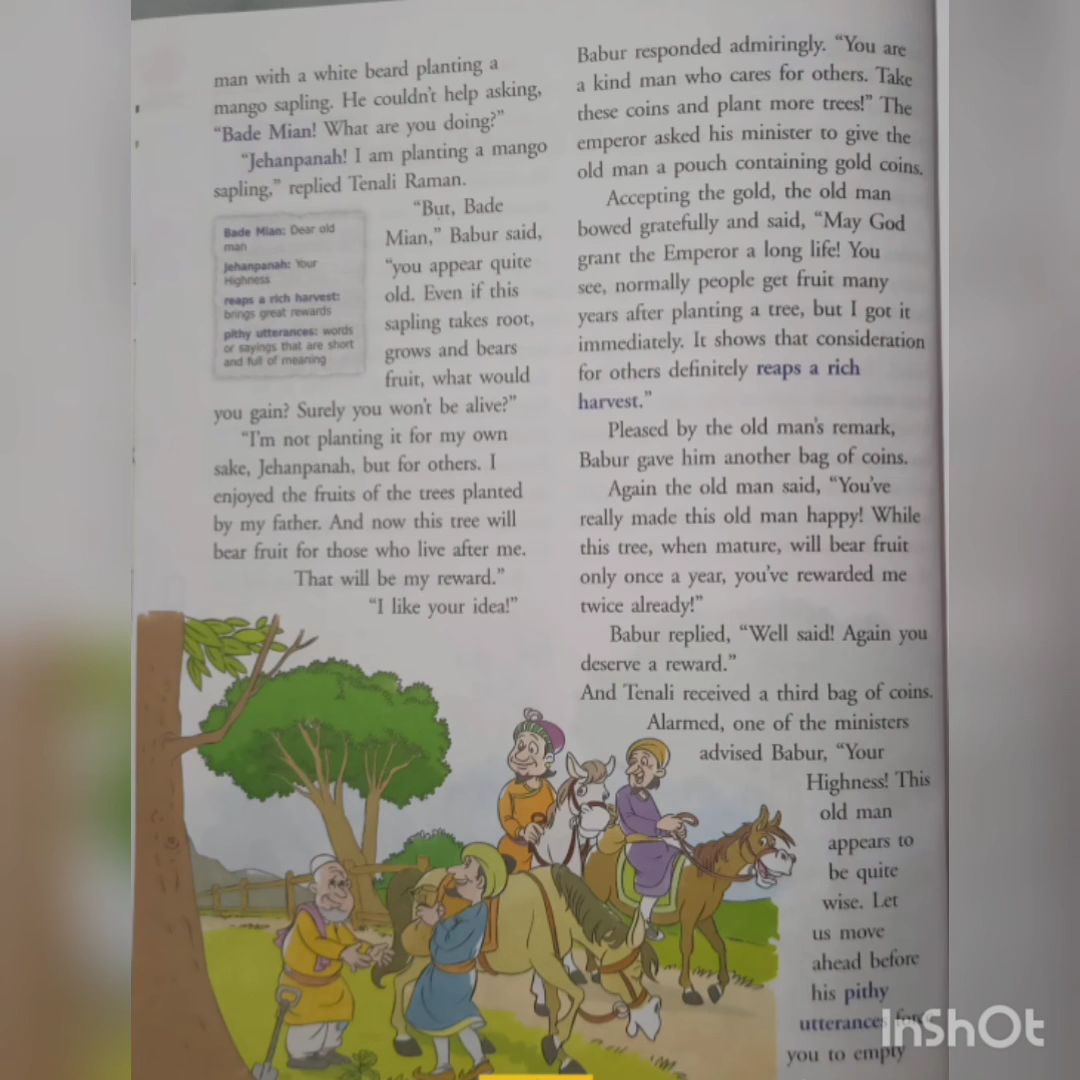 man with a white beard planting a
mango sapling. He couldn't help asking,
"Bade Mian! What are you doing?"
"Jehanpanah! I am planting a mango
sapling," replied Tenali Raman.
"But, Bade
Mian," Babur said,
"you appear quite
old. Even if this
sapling takes root,
grows and bears
fruit, what would
you gain? Surely you won't be alive?"
"I'm not planting it for my own
sake, Jehanpanah, but for others. I
enjoyed the fruits of the trees planted
by my father. And now this tree will
bear fruit for those who live after me.
That will be my reward."
"I like your idea!"
Bade Mian: Dear old
man
Jehanpanah: Your
Highness
reaps a rich harvest:
brings great rewards
pithy utterances: words
or sayings that are short
and full of meaning
Babur responded admiringly. "You are
a kind man who cares for others. Take
these coins and plant more trees!" The
emperor asked his minister to give the
old man a pouch containing gold coins.
Accepting the gold, the old man
bowed gratefully and said, "May God
grant the Emperor a long life! You
see, normally people get fruit many
years after planting a tree, but I got it
immediately. It shows that consideration
for others definitely reaps a rich
harvest."
Pleased by the old man's remark,
Babur gave him another bag of coins.
Again the old man said, "You've
really made this old man happy! While
this tree, when mature, will bear fruit
only once a year, you've rewarded me
twice already!"
Babur replied, "Well said! Again you
deserve a reward."
And Tenali received a third bag of coins.
Alarmed, one of the ministers
advised Babur, "Your
Highness! This
old man
appears to
be quite
wise. Let
us move
ahead before
his pithy
utterances
you to empty
InShOt